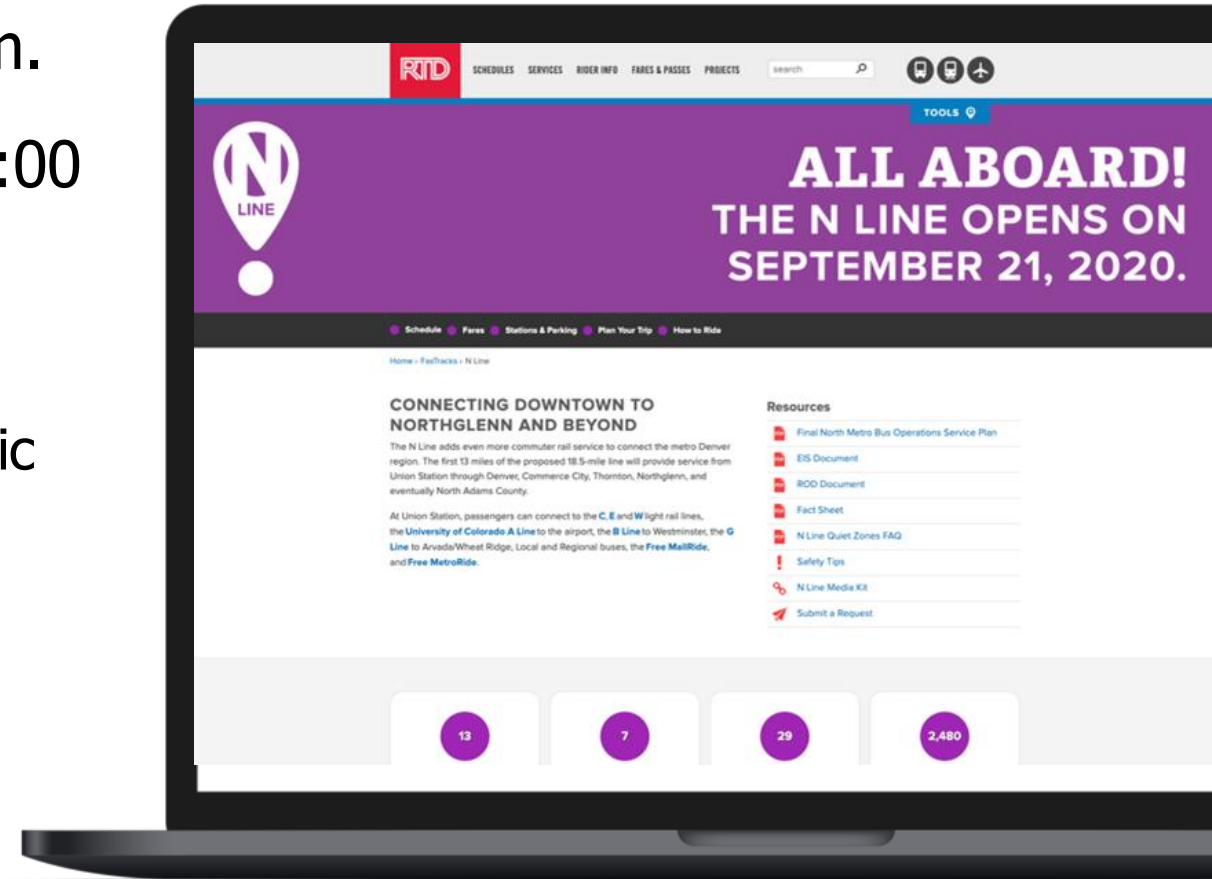 m.
:00
ic
RTD
SCHEDULES SERVICES RIDER INFO FARES & PASSES PROJECTS
search
TOOLS
N
LINE
ALL ABOARD!
THE N LINE OPENS ON
SEPTEMBER 21, 2020.
Schedule Fares Stations & Parking Plan Your Trip How to Ride
Home › FasTracks › N Line
CONNECTING DOWNTOWN TO
NORTHGLENN AND BEYOND
The N Line adds even more commuter rail service to connect the metro Denver
region. The first 13 miles of the proposed 18.5-mile line will provide service from
Union Station through Denver, Commerce City, Thornton, Northglenn, and
eventually North Adams County.
At Union Station, passengers can connect to the C, E and W light rail lines,
the University of Colorado A Line to the airport, the B Line to Westminster, the G
Line to Arvada/Wheat Ridge, Local and Regional buses, the Free MallRide,
and Free MetroRide.
Resources
Final North Metro Bus Operations Service Plan
EIS Document
ROD Document
Fact Sheet
N Line Quiet Zones FAQ
Safety Tips
N Line Media Kit
Submit a Request
13
7
29
2,480